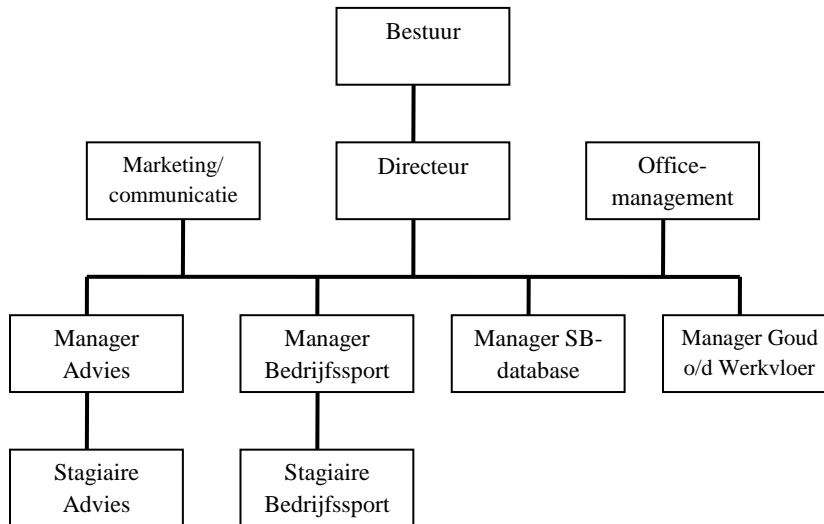 Bestuur
Marketing/
communicatie
Directeur
Office-
management
Manager
Advies
Manager
Bedrijfssport
Manager SB-
database
Manager Goud
o/d Werkvloer
Stagiaire
Advies
Stagiaire
Bedrijfssport